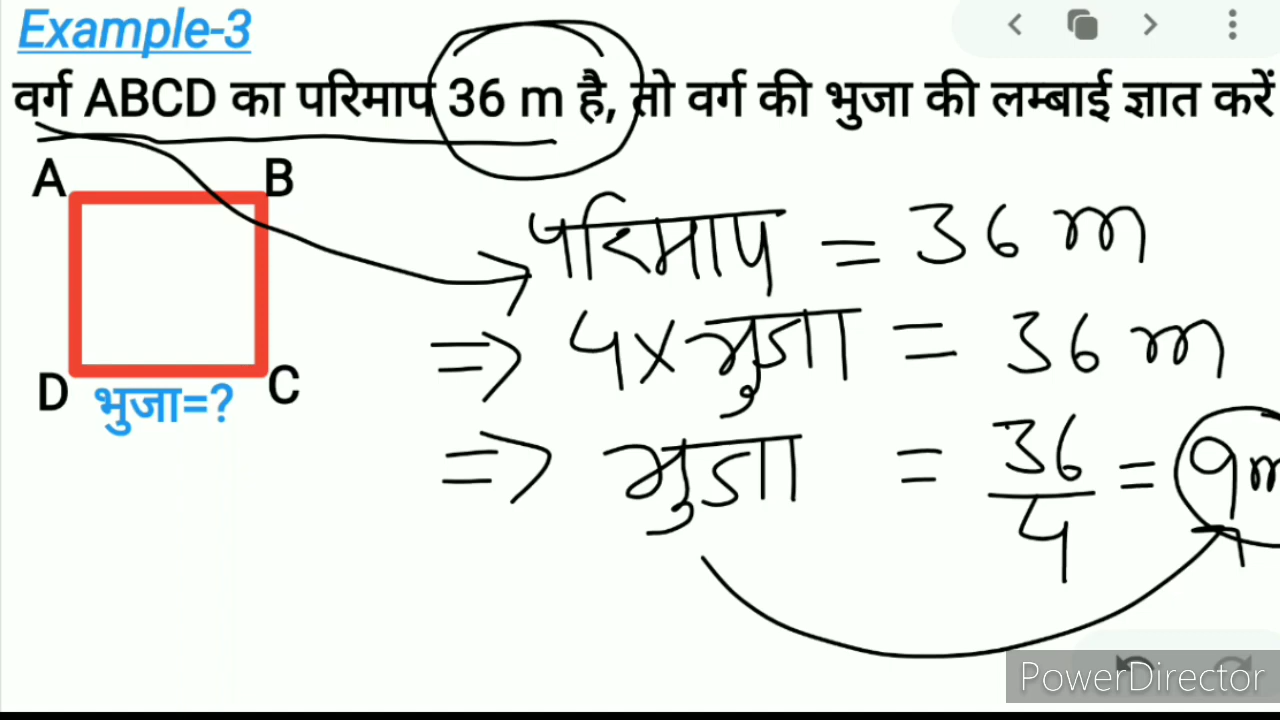 Example-3
वर्ग ABCD का परिमाप 36 m है, तो वर्ग की भुजा की लम्बाई ज्ञात करें
A B
D C
भुजा=?
परिमाप = 36 m
=> 4 x भुजा = 36 m
=> भुजा = 36/4 = 9m
PowerDirector